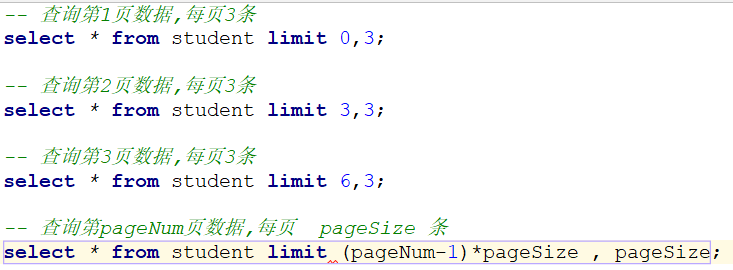 -- 查询第1页数据,每页3条
select * from student limit 0,3;
-- 查询第2页数据,每页3条
select * from student limit 3,3;
-- 查询第3页数据,每页3条
select * from student limit 6,3;
-- 查询第pageNum页数据,每页  pageSize 条
select * from student limit (pageNum-1)*pageSize , pageSize;